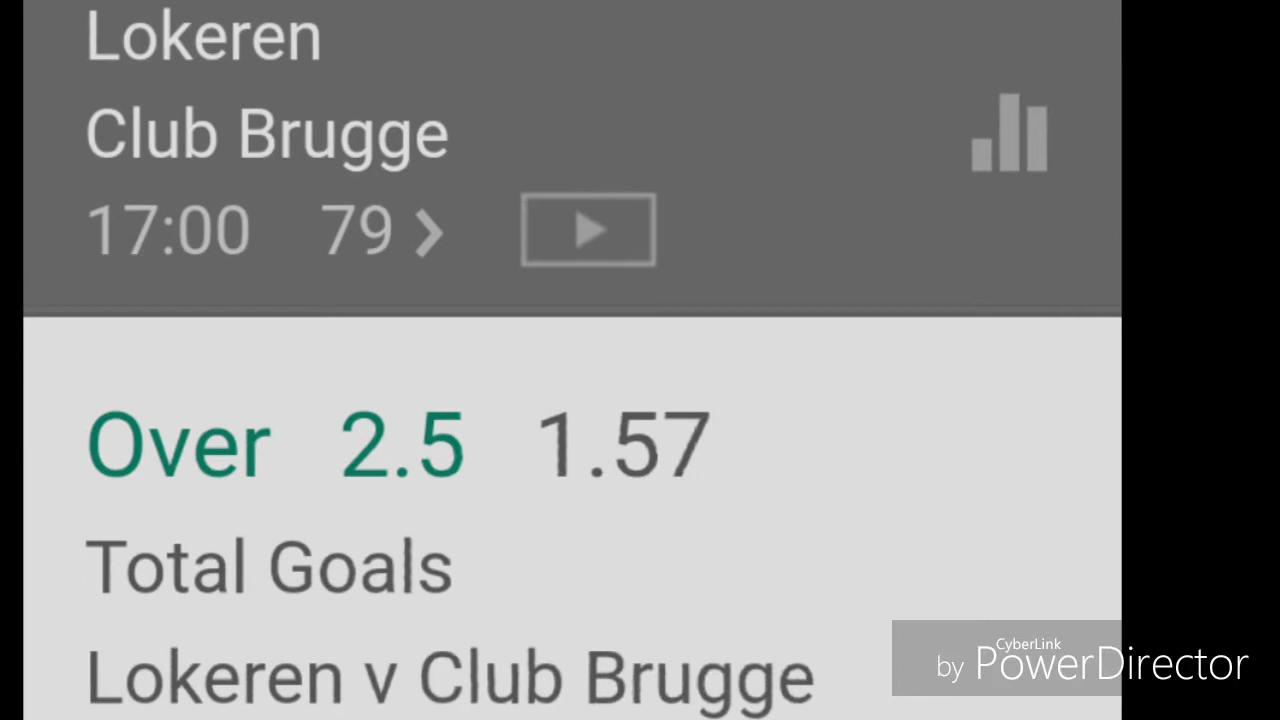 Lokeren
Club Brugge
17:00 79 >
Over 2.5 1.57
Total Goals
Lokeren v Club Brugge
CyberLink
by PowerDirector